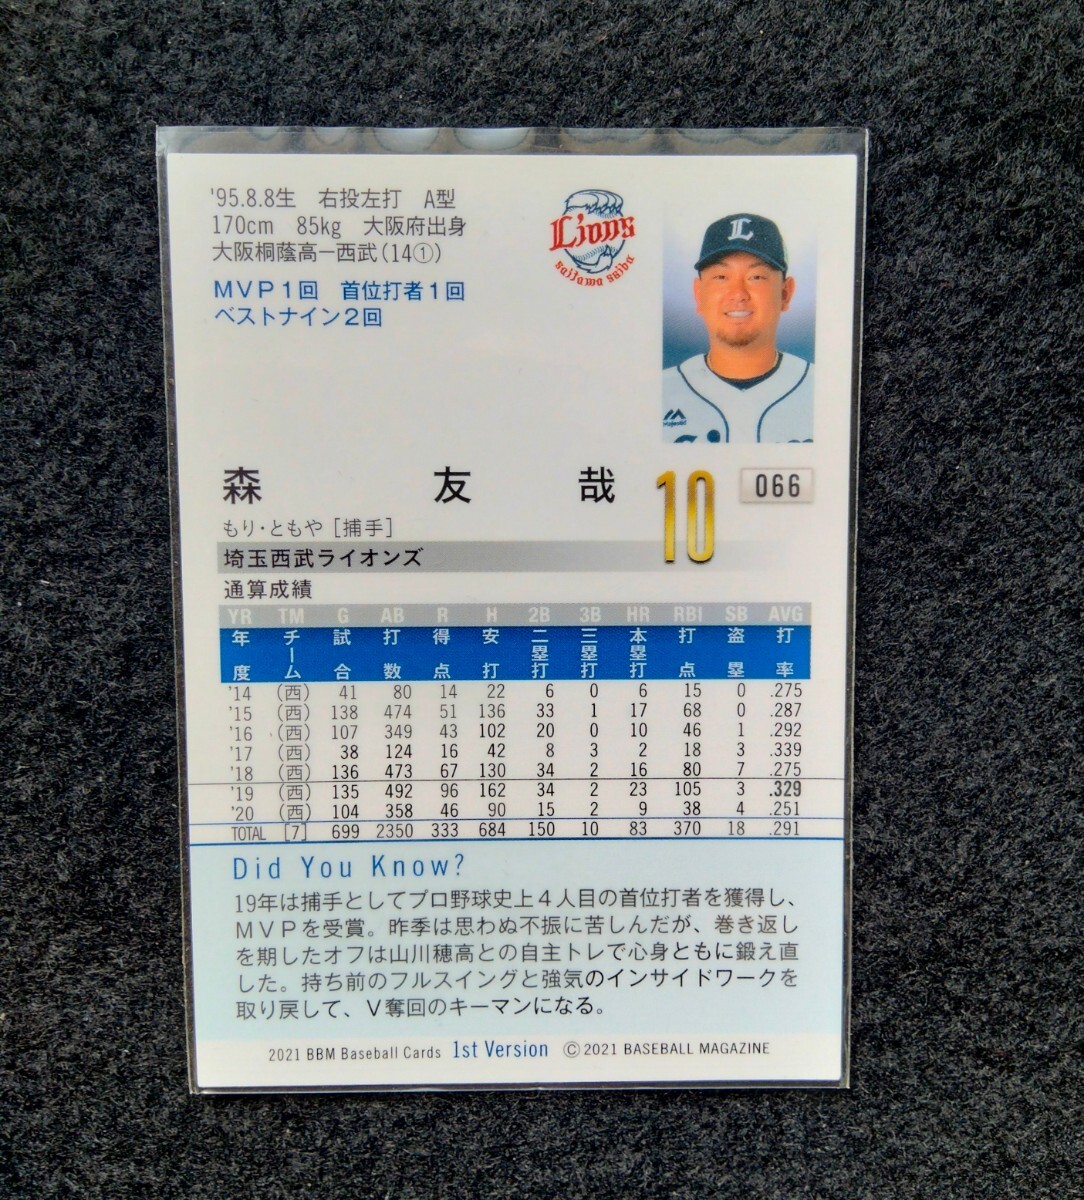 '95.8.8生 右投左打 A型
170cm 85kg 大阪府出身
大阪桐蔭高ー西武(14①)
MVP1回 首位打者1回
ベストナイン2回
Lions
Saitama Seibu
L
Majestic
森 友 哉
10
066
もり・ともや [捕手]
埼玉西武ライオンズ
通算成績
YR TM G AB R H 2B 3B HR RBI SB AVG
年度 チーム 試合 打数 得点 安打 二塁打 三塁打 本塁打 打点 盗塁 打率
'14 (西) 41 80 14 22 6 0 6 15 0 .275
'15 (西) 138 474 51 136 33 1 17 68 0 .287
'16 (西) 107 349 43 102 20 0 10 46 1 .292
'17 (西) 38 124 16 42 8 3 2 18 3 .339
'18 (西) 136 473 67 130 34 2 16 80 7 .275
'19 (西) 135 492 96 162 34 2 23 105 3 .329
'20 (西) 104 358 46 90 15 2 9 38 4 .251
TOTAL [7] 699 2350 333 684 150 10 83 370 18 .291
Did You Know?
19年は捕手としてプロ野球史上4人目の首位打者を獲得し、
MVPを受賞。昨季は思わぬ不振に苦しんだが、巻き返し
を期したオフは山川穂高との自主トレで心身ともに鍛え直
した。持ち前のフルスイングと強気のインサイドワークを
取り戻して、V奪回のキーマンになる。
2021 BBM Baseball Cards 1st Version ©2021 BASEBALL MAGAZINE